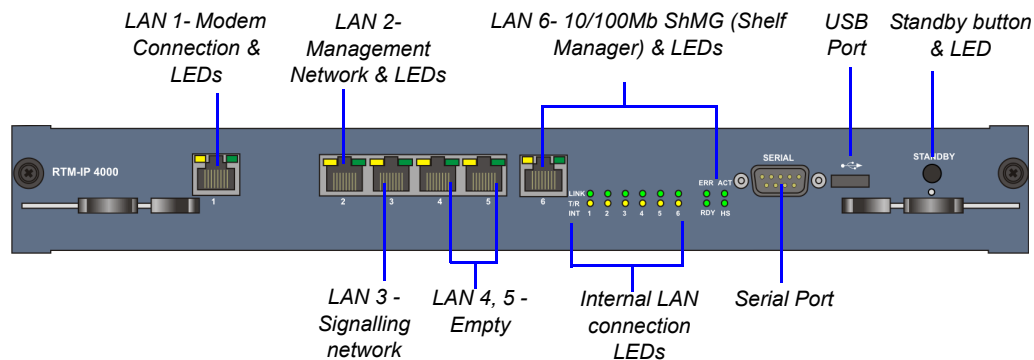 LAN 1- Modem
Connection &
LEDs
LAN 2-
Management
Network & LEDs
LAN 6- 10/100Mb ShMG (Shelf
Manager) & LEDs
USB
Port
Standby button
& LED
RTM-IP 4000
1
2
3
4
5
6
LINK
T/R
INT 1 2 3 4 5 6
ERR ACT
RDY HS
SERIAL
STANDBY
LAN 3 -
Signalling
network
LAN 4, 5 -
Empty
Internal LAN
connection
LEDs
Serial Port